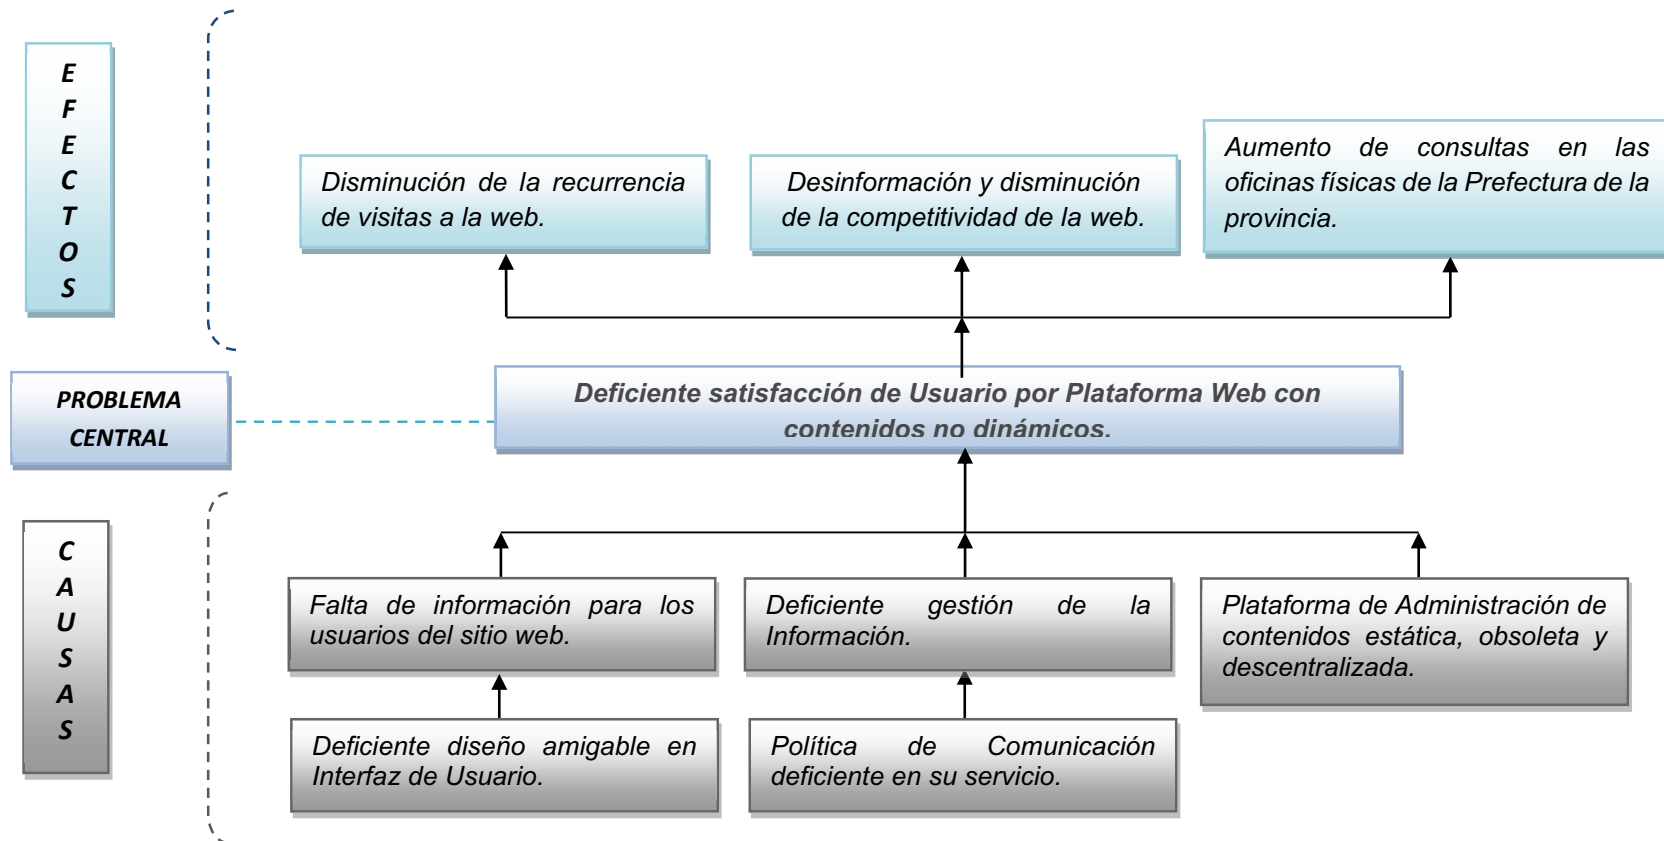 E
F
E
C
T
O
S
Disminución de la recurrencia
de visitas a la web.
Desinformación y disminución
de la competitividad de la web.
Aumento de consultas en las
oficinas físicas de la Prefectura de la
provincia.
PROBLEMA
CENTRAL
Deficiente satisfacción de Usuario por Plataforma Web con
contenidos no dinámicos.
C
A
U
S
A
S
Falta de información para los
usuarios del sitio web.
Deficiente gestión de la
Información.
Plataforma de Administración de
contenidos estática, obsoleta y
descentralizada.
Deficiente diseño amigable en
Interfaz de Usuario.
Política de Comunicación
deficiente en su servicio.